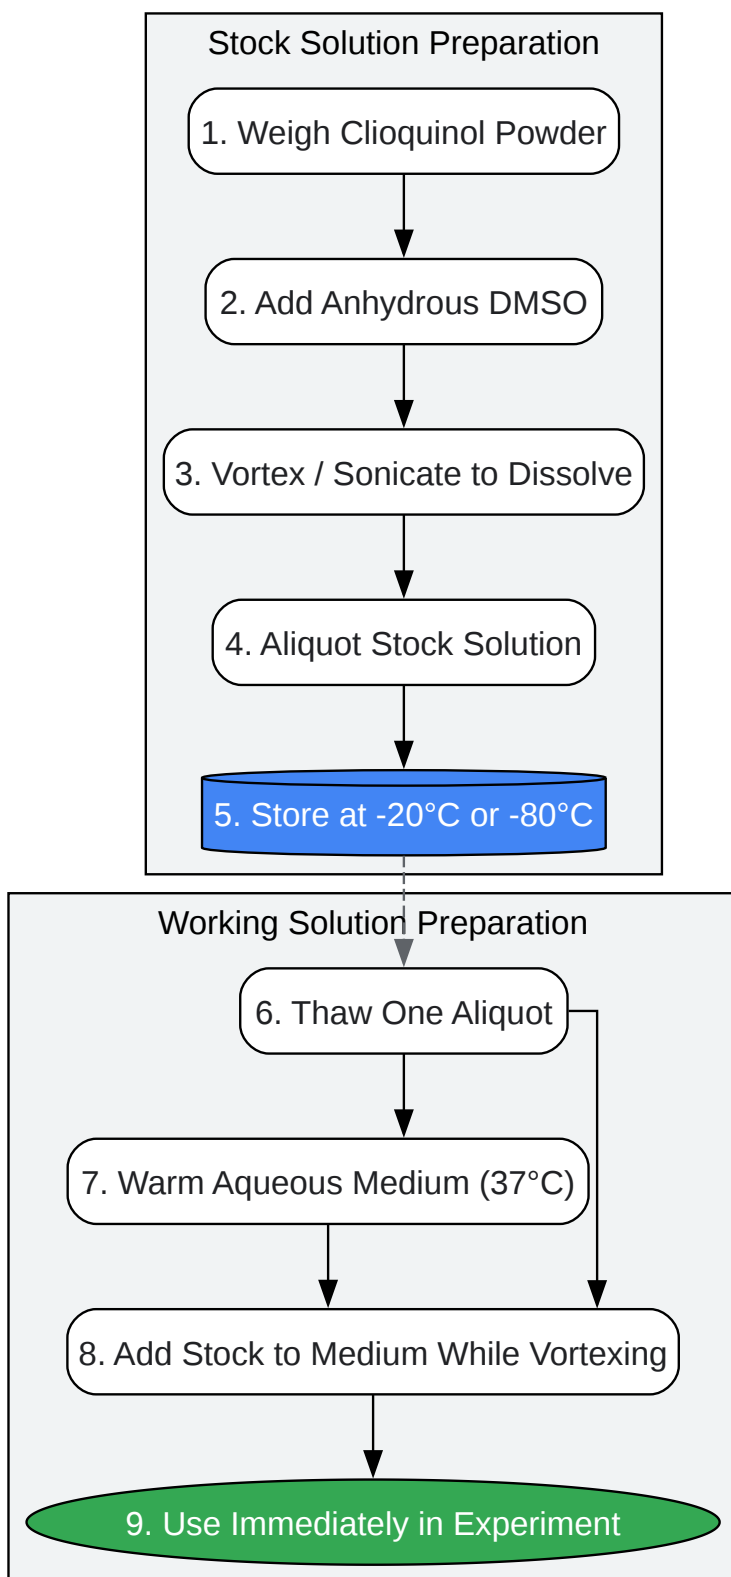 Stock Solution Preparation
1. Weigh Clioquinol Powder
2. Add Anhydrous DMSO
3. Vortex / Sonicate to Dissolve
4. Aliquot Stock Solution
5. Store at -20°C or -80°C
Working Solution Preparation
6. Thaw One Aliquot
7. Warm Aqueous Medium (37°C)
8. Add Stock to Medium While Vortexing
9. Use Immediately in Experiment